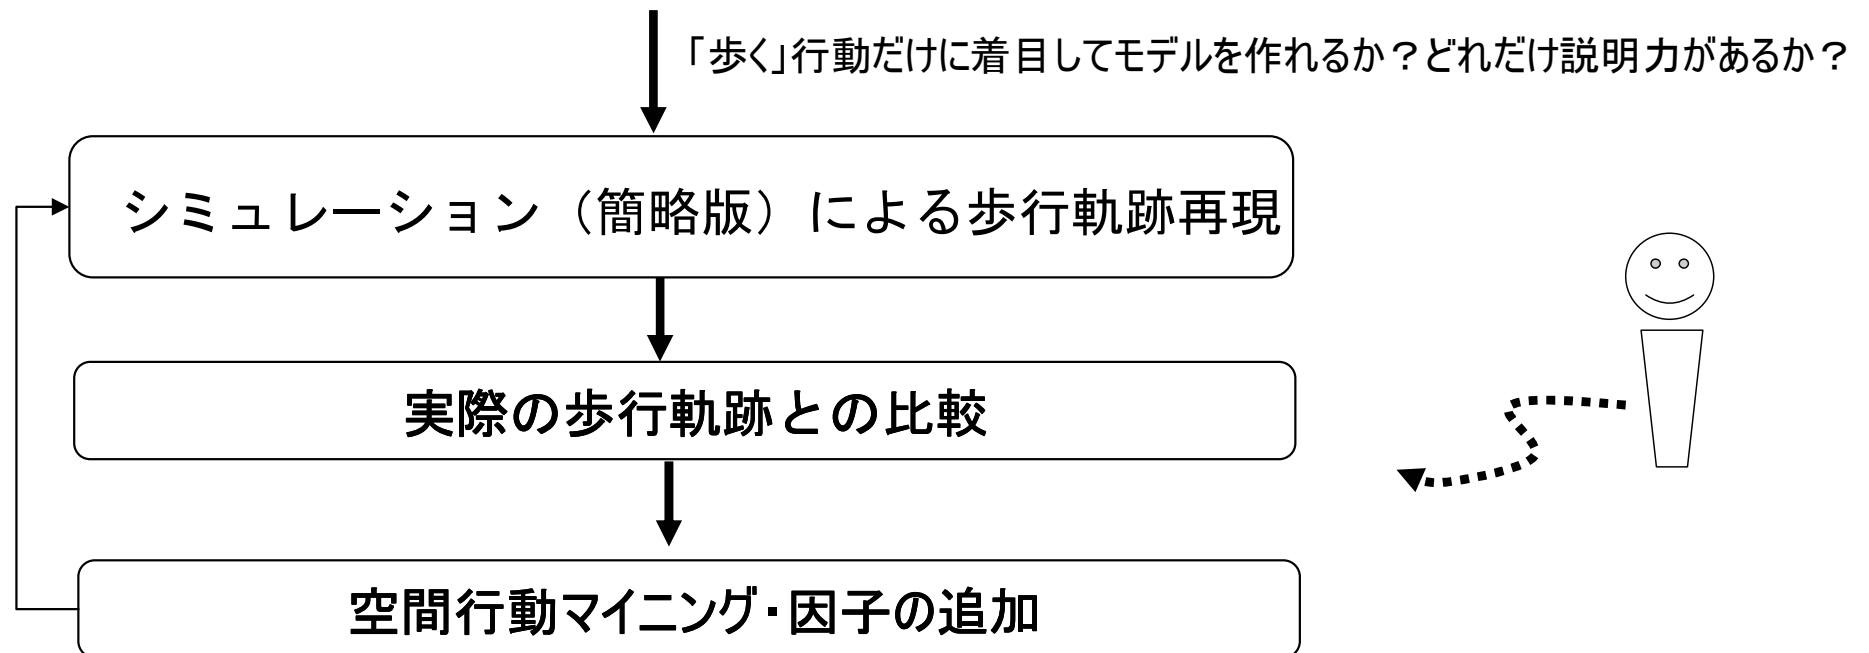 「歩く」行動だけに着目してモデルを作れるか？どれだけ説明力があるか？
シミュレーション（簡略版）による歩行軌跡再現
実際の歩行軌跡との比較
空間行動マイニング・因子の追加